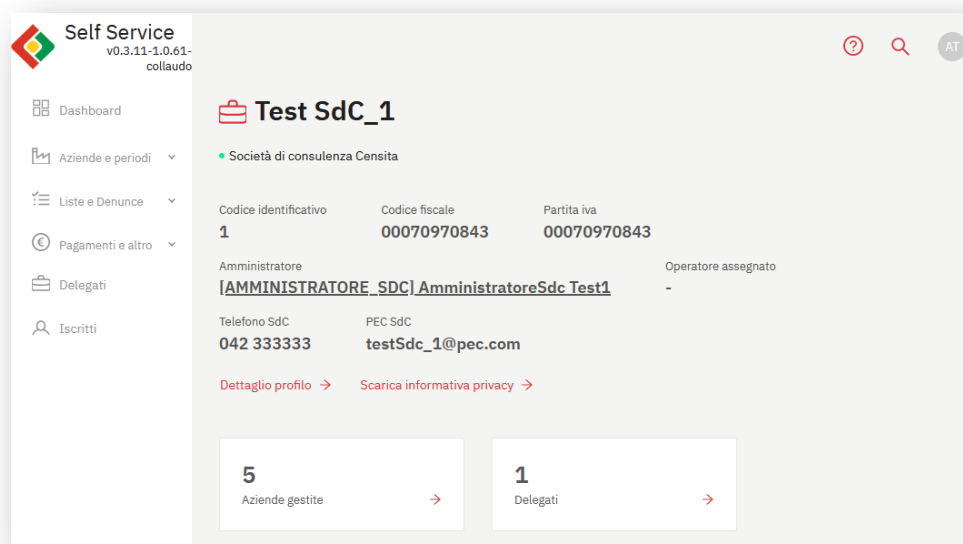 Self Service
v0.3.11-1.0.61-
collaudo
AT
Dashboard
Aziende e periodi
Liste e Denunce
Pagamenti e altro
Delegati
Iscritti
Test SdC_1
Società di consulenza Censita
Codice identificativo Codice fiscale Partita iva
1 00070970843 00070970843
Amministratore Operatore assegnato
[AMMINISTRATORE_SDC] AmministratoreSdc Test1 -
Telefono SdC PEC SdC
042 333333 testSdc_1@pec.com
Dettaglio profilo Scarica informativa privacy
5
Aziende gestite
1
Delegati